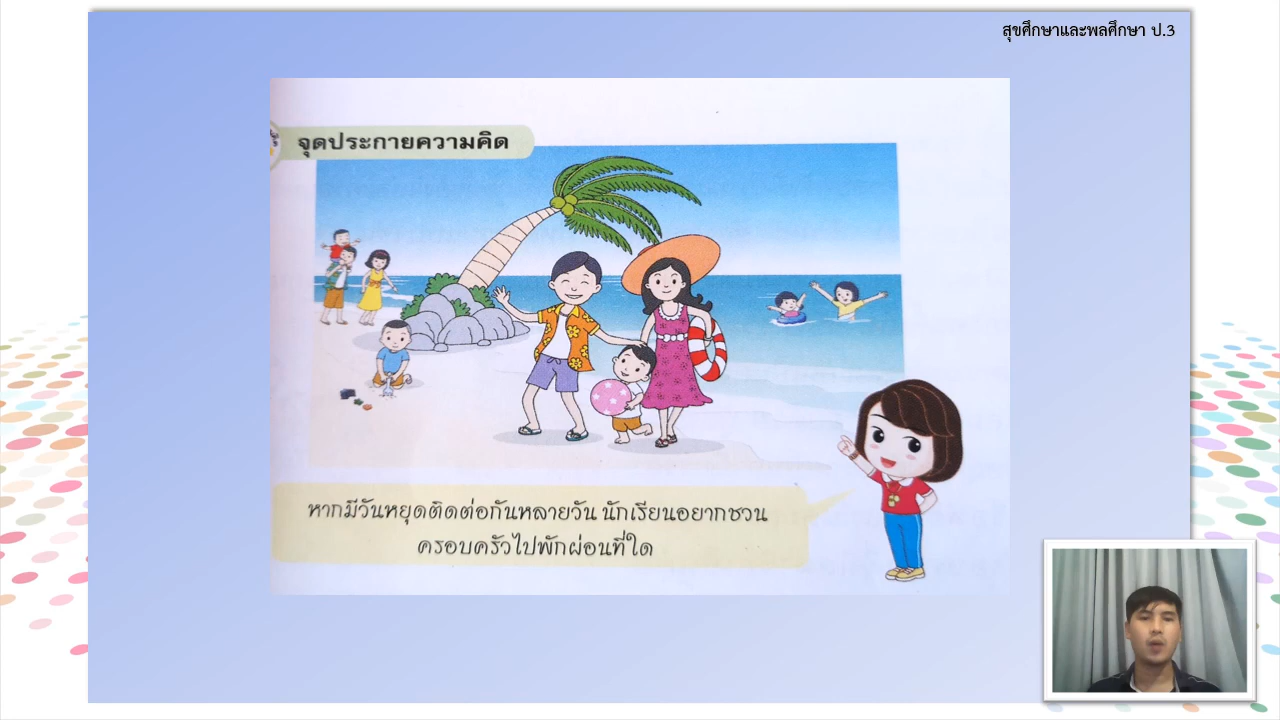 สุขศึกษาและพลศึกษา ป.3
จุดประกายความคิด
หากมีวันหยุดติดต่อกันหลายวัน นักเรียนอยากชวน
ครอบครัวไปพักผ่อนที่ใด